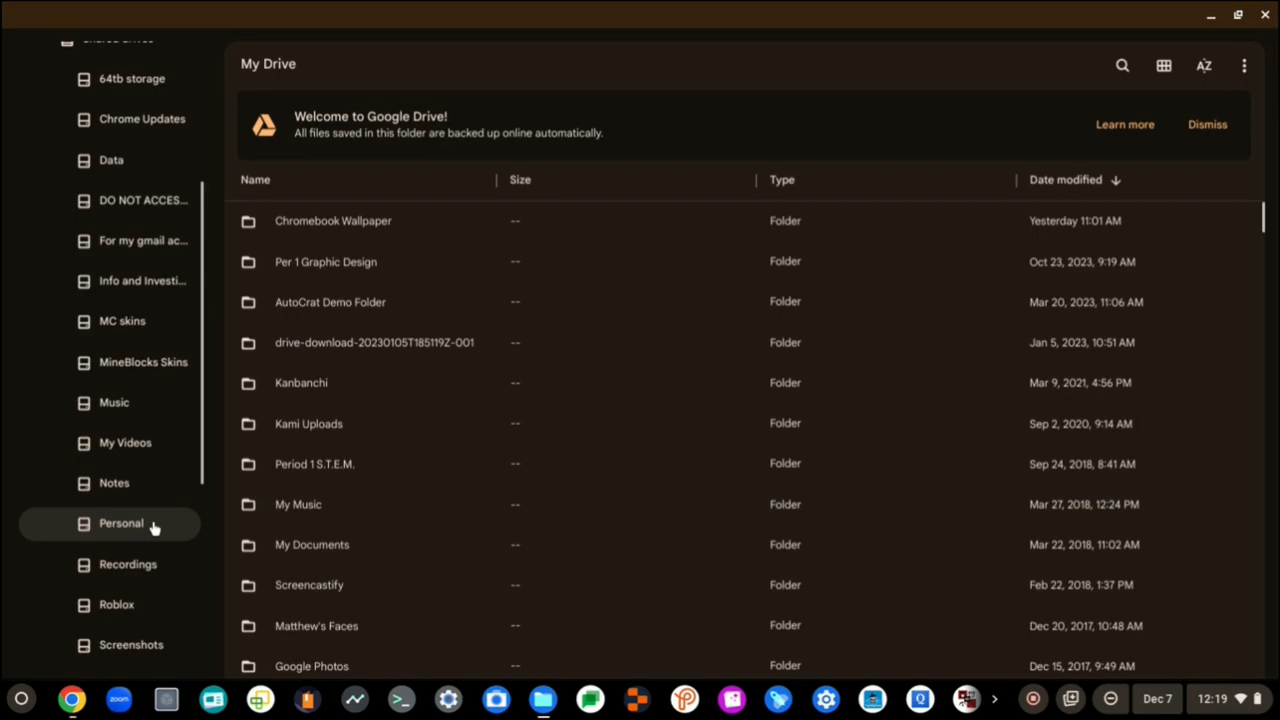 Shared drives
64tb storage
Chrome Updates
Data
DO NOT ACCES...
For my gmail ac...
Info and Investi...
MC skins
MineBlocks Skins
Music
My Videos
Notes
Personal
Recordings
Roblox
Screenshots
My Drive
Welcome to Google Drive!
All files saved in this folder are backed up online automatically.
Learn more Dismiss
Name Size Type Date modified
Chromebook Wallpaper -- Folder Yesterday 11:01 AM
Per 1 Graphic Design -- Folder Oct 23, 2023, 9:19 AM
AutoCrat Demo Folder -- Folder Mar 20, 2023, 11:06 AM
drive-download-20230105T185119Z-001 -- Folder Jan 5, 2023, 10:51 AM
Kanbanchi -- Folder Mar 9, 2021, 4:56 PM
Kami Uploads -- Folder Sep 2, 2020, 9:14 AM
Period 1 S.T.E.M. -- Folder Sep 24, 2018, 8:41 AM
My Music -- Folder Mar 27, 2018, 12:24 PM
My Documents -- Folder Mar 22, 2018, 11:02 AM
Screencastify -- Folder Feb 22, 2018, 1:37 PM
Matthew's Faces -- Folder Dec 20, 2017, 10:48 AM
Google Photos -- Folder Dec 15, 2017, 9:49 AM
zoom
Dec 7 12:19